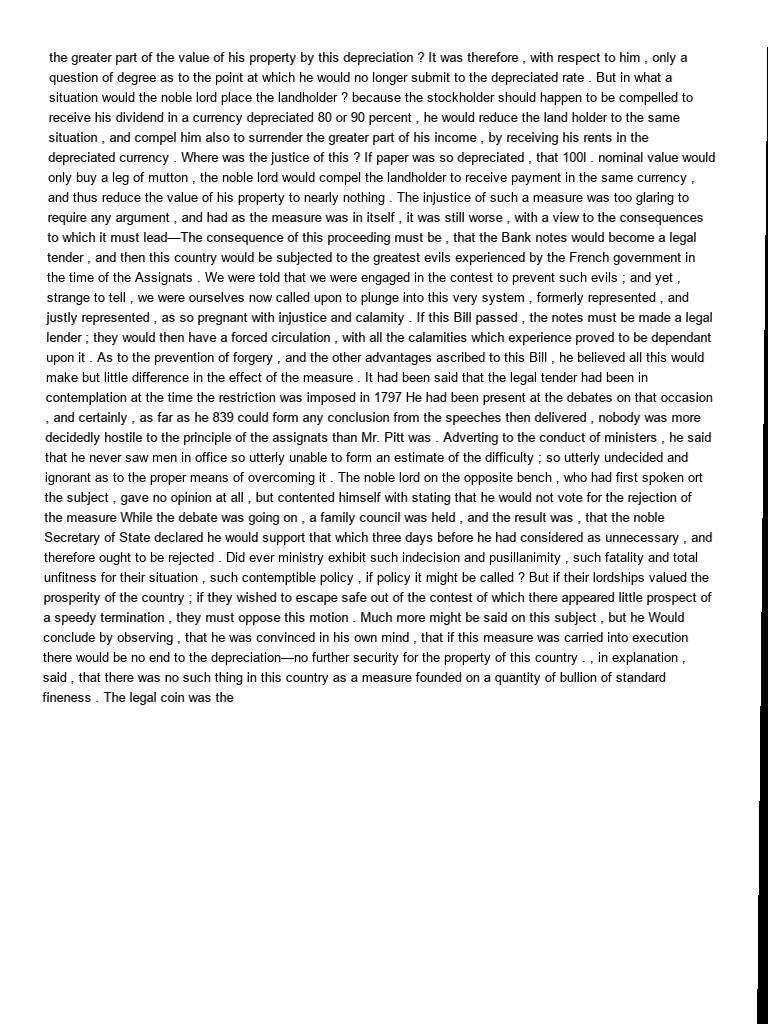 the greater part of the value of his property by this depreciation ? It was therefore , with respect to him , only a
question of degree as to the point at which he would no longer submit to the depreciated rate . But in what a
situation would the noble lord place the landholder ? because the stockholder should happen to be compelled to
receive his dividend in a currency depreciated 80 or 90 percent , he would reduce the land holder to the same
situation , and compel him also to surrender the greater part of his income , by receiving his rents in the
depreciated currency . Where was the justice of this ? If paper was so depreciated , that 100l . nominal value would
only buy a leg of mutton , the noble lord would compel the landholder to receive payment in the same currency ,
and thus reduce the value of his property to nearly nothing . The injustice of such a measure was too glaring to
require any argument , and had as the measure was in itself , it was still worse , with a view to the consequences
to which it must lead—The consequence of this proceeding must be , that the Bank notes would become a legal
tender , and then this country would be subjected to the greatest evils experienced by the French government in
the time of the Assignats . We were told that we were engaged in the contest to prevent such evils ; and yet ,
strange to tell , we were ourselves now called upon to plunge into this very system , formerly represented , and
justly represented , as so pregnant with injustice and calamity . If this Bill passed , the notes must be made a legal
lender ; they would then have a forced circulation , with all the calamities which experience proved to be dependant
upon it . As to the prevention of forgery , and the other advantages ascribed to this Bill , he believed all this would
make but little difference in the effect of the measure . It had been said that the legal tender had been in
contemplation at the time the restriction was imposed in 1797 He had been present at the debates on that occasion
, and certainly , as far as he 839 could form any conclusion from the speeches then delivered , nobody was more
decidedly hostile to the principle of the assignats than Mr. Pitt was . Adverting to the conduct of ministers , he said
that he never saw men in office so utterly unable to form an estimate of the difficulty ; so utterly undecided and
ignorant as to the proper means of overcoming it . The noble lord on the opposite bench , who had first spoken ort
the subject , gave no opinion at all , but contented himself with stating that he would not vote for the rejection of
the measure While the debate was going on , a family council was held , and the result was , that the noble
Secretary of State declared he would support that which three days before he had considered as unnecessary , and
therefore ought to be rejected . Did ever ministry exhibit such indecision and pusillanimity , such fatality and total
unfitness for their situation , such contemptible policy , if policy it might be called ? But if their lordships valued the
prosperity of the country ; if they wished to escape safe out of the contest of which there appeared little prospect of
a speedy termination , they must oppose this motion . Much more might be said on this subject , but he Would
conclude by observing , that he was convinced in his own mind , that if this measure was carried into execution
there would be no end to the depreciation—no further security for the property of this country . , in explanation ,
said , that there was no such thing in this country as a measure founded on a quantity of bullion of standard
fineness . The legal coin was the